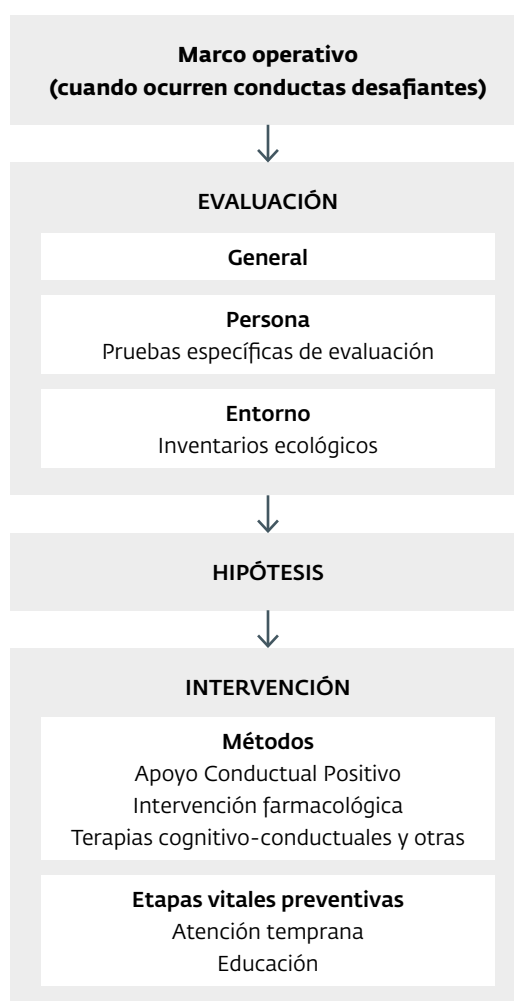 Marco operativo
(cuando ocurren conductas desafiantes)
EVALUACIÓN
General
Persona
Pruebas específicas de evaluación
Entorno
Inventarios ecológicos
HIPÓTESIS
INTERVENCIÓN
Métodos
Apoyo Conductual Positivo
Intervención farmacológica
Terapias cognitivo-conductuales y otras
Etapas vitales preventivas
Atención temprana
Educación